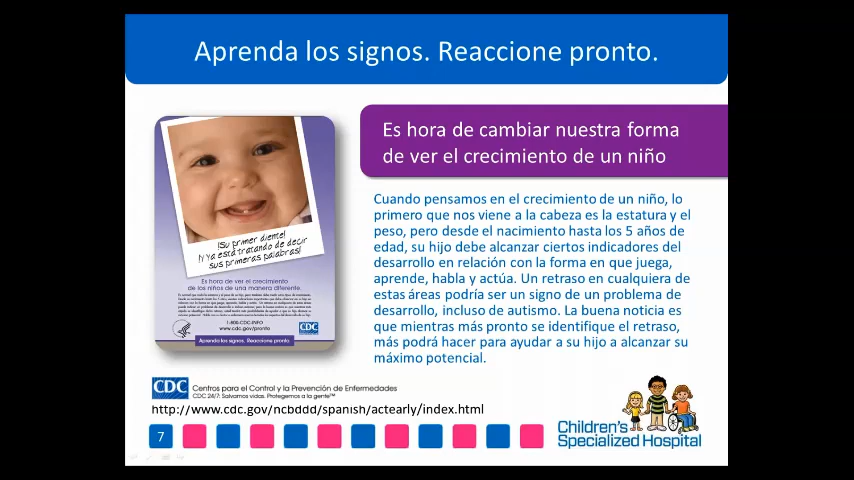 Aprenda los signos. Reaccione pronto.
Es hora de cambiar nuestra forma
de ver el crecimiento de un niño
¡Su primer diente!
¡Y Ya está tratando de decir
sus primeras palabras!
Es hora de ver el crecimiento
de los niños de una manera diferente.
1-800-CDC-INFO
www.cdc.gov/pronto
CDC
Aprenda los signos. Reaccione pronto.
Cuando pensamos en el crecimiento de un niño, lo
primero que nos viene a la cabeza es la estatura y el
peso, pero desde el nacimiento hasta los 5 años de
edad, su hijo debe alcanzar ciertos indicadores del
desarrollo en relación con la forma en que juega,
aprende, habla y actúa. Un retraso en cualquiera de
estas áreas podría ser un signo de un problema de
desarrollo, incluso de autismo. La buena noticia es
que mientras más pronto se identifique el retraso,
más podrá hacer para ayudar a su hijo a alcanzar su
máximo potencial.
CDC
Centros para el Control y la Prevención de Enfermedades
CDC 24/7: Salvamos vidas. Protegemos a la gente™
http://www.cdc.gov/ncbddd/spanish/actearly/index.html
7
Children's
Specialized Hospital